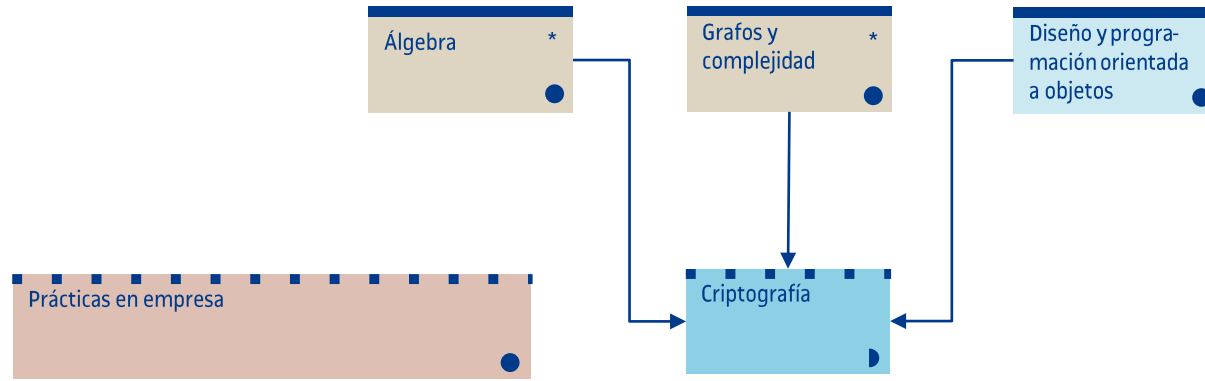 Álgebra *
Grafos y *
complejidad
Diseño y progra-
mación orientada
a objetos
Prácticas en empresa
Criptografía